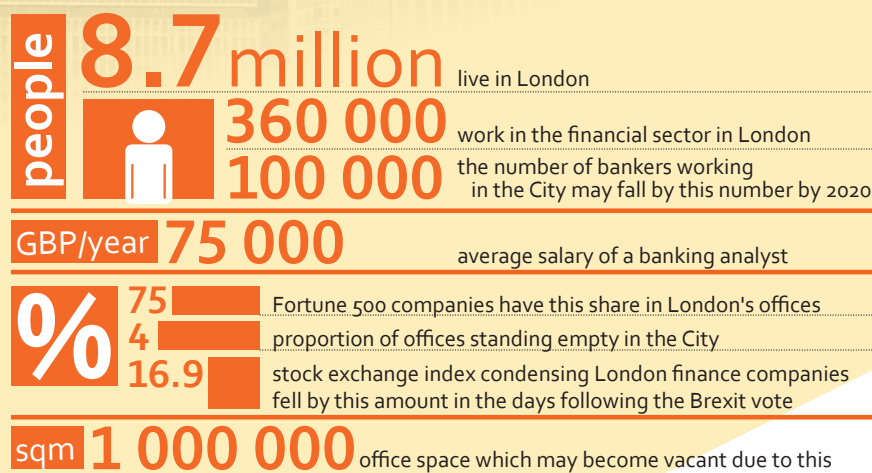 people
8.7 million live in London
360 000 work in the financial sector in London
100 000 the number of bankers working
in the City may fall by this number by 2020
GBP/year 75 000 average salary of a banking analyst
%
75 Fortune 500 companies have this share in London's offices
4 proportion of offices standing empty in the City
16.9 stock exchange index condensing London finance companies
fell by this amount in the days following the Brexit vote
sqm 1 000 000 office space which may become vacant due to this